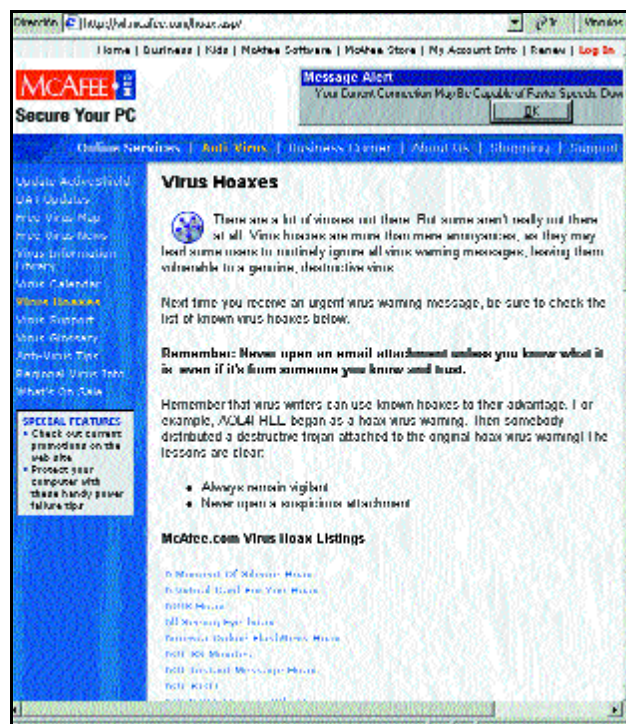 Dirección
Ir
Vínculos
Home | Business | Kids | McAfee Software | McAfee Store | My Account Info | Renew | Log In
McAFEE
Secure Your PC
Message Alert
Your Current Connection May Be Capable of Faster Speeds.
OK
Online Services | Anti-Virus | Business Corner | About Us | Shopping | Support
Update ActiveShield
DAT Updates
Free Virus Map
Free Virus News
Virus Information
Library
Virus Calendar
Virus Hoaxes
Virus Support
Virus Glossary
Anti-Virus Tips
Regional Virus Info
What's On Sale
SPECIAL FEATURES
• Check out current
promotions on the
web site
• Protect your
computer with
these handy power
failure tips
Virus Hoaxes
There are a lot of viruses out there. But some aren't really out there
at all. Virus hoaxes are more than mere annoyances, as they may
lead some users to routinely ignore all virus warning messages, leaving them
vulnerable to a genuine, destructive virus.
Next time you receive an urgent virus warning message, be sure to check the
list of known virus hoaxes below.
Remember: Never open an email attachment unless you know what it
is even if it's from someone you know and trust.
Remember that virus writers can use known hoaxes to their advantage. For
example, AOL4FREE began as a hoax virus warning. Then somebody
distributed a destructive trojan attached to the original hoax virus warning! The
lessons are clear:
• Always remain vigilant
• Never open a suspicious attachment
McAfee.com Virus Hoax Listings
A Moment Of Silence Hoax
A Virtual Card For You Hoax
All Seeing Eye hoax